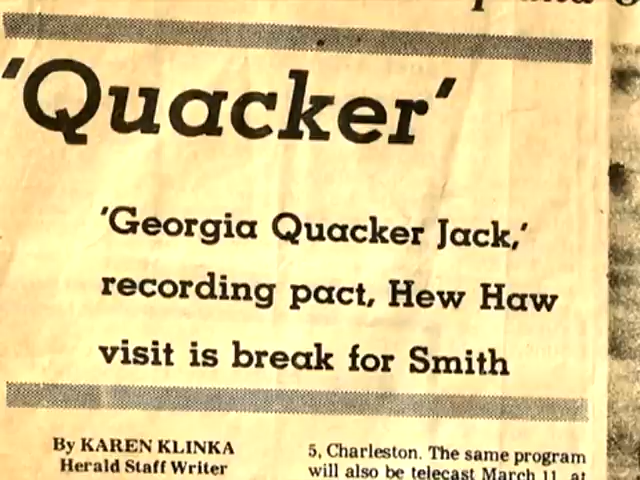 'Quacker'
'Georgia Quacker Jack,'
recording pact, Hew Haw
visit is break for Smith
By KAREN KLINKA
Herald Staff Writer
5, Charleston. The same program
will also be telecast March 11, at